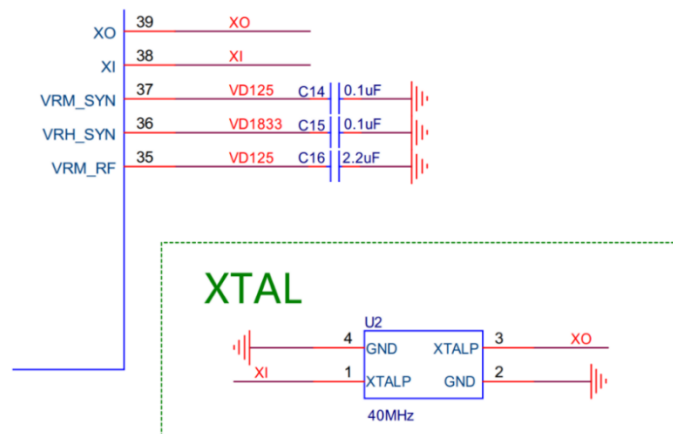 XO 39 XO
XI 38 XI
VRM_SYN 37 VD125 C14 0.1uF
VRH_SYN 36 VD1833 C15 0.1uF
VRM_RF 35 VD125 C16 2.2uF
XTAL
U2
4 GND XTALP 3 XO
XI 1 XTALP GND 2
40MHz